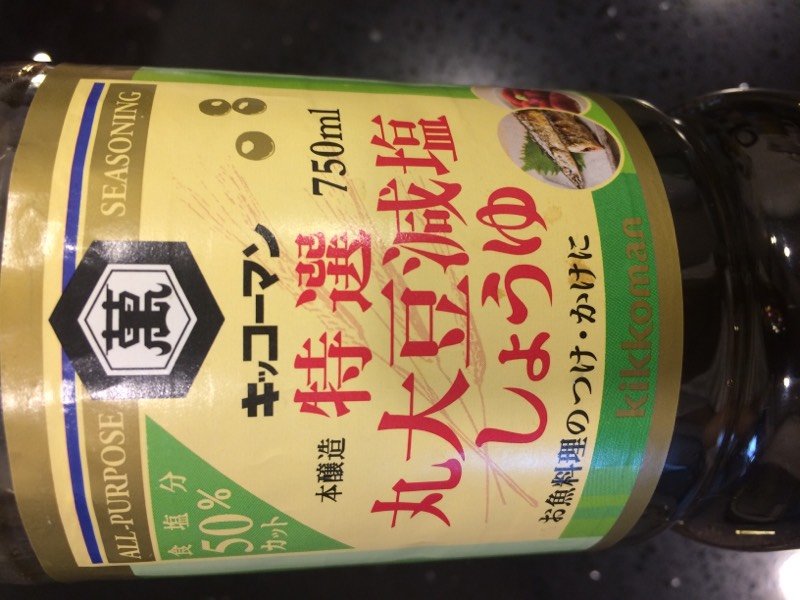 kikkoman
お魚料理のつけ・かけに
特選
丸大豆減塩
しょうゆ
本醸造
キッコーマン
750ml
食塩分
50%
カット
萬
ALL-PURPOSE SEASONING